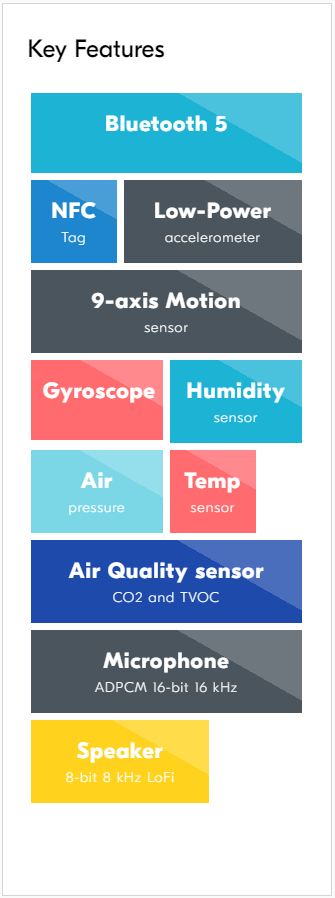 Key Features
Bluetooth 5
NFC
Tag
Low-Power
accelerometer
9-axis Motion
sensor
Gyroscope
Humidity
sensor
Air
pressure
Temp
sensor
Air Quality sensor
CO2 and TVOC
Microphone
ADPCM 16-bit 16 kHz
Speaker
8-bit 8 kHz LoFi